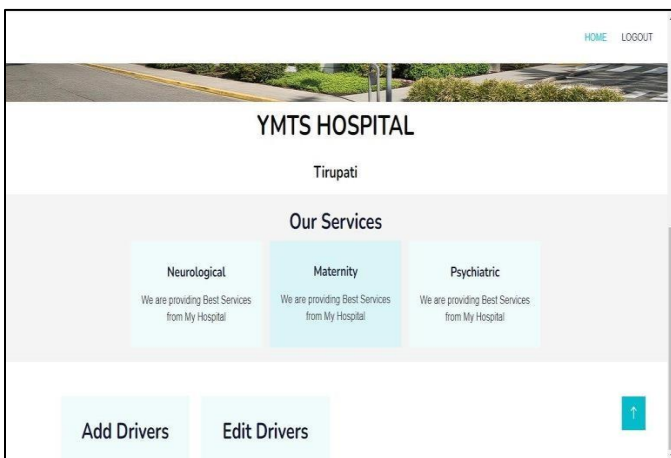 HOME LOGOUT
YMTS HOSPITAL
Tirupati
Our Services
Neurological
We are providing Best Services
from My Hospital
Maternity
We are providing Best Services
from My Hospital
Psychiatric
We are providing Best Services
from My Hospital
Add Drivers
Edit Drivers